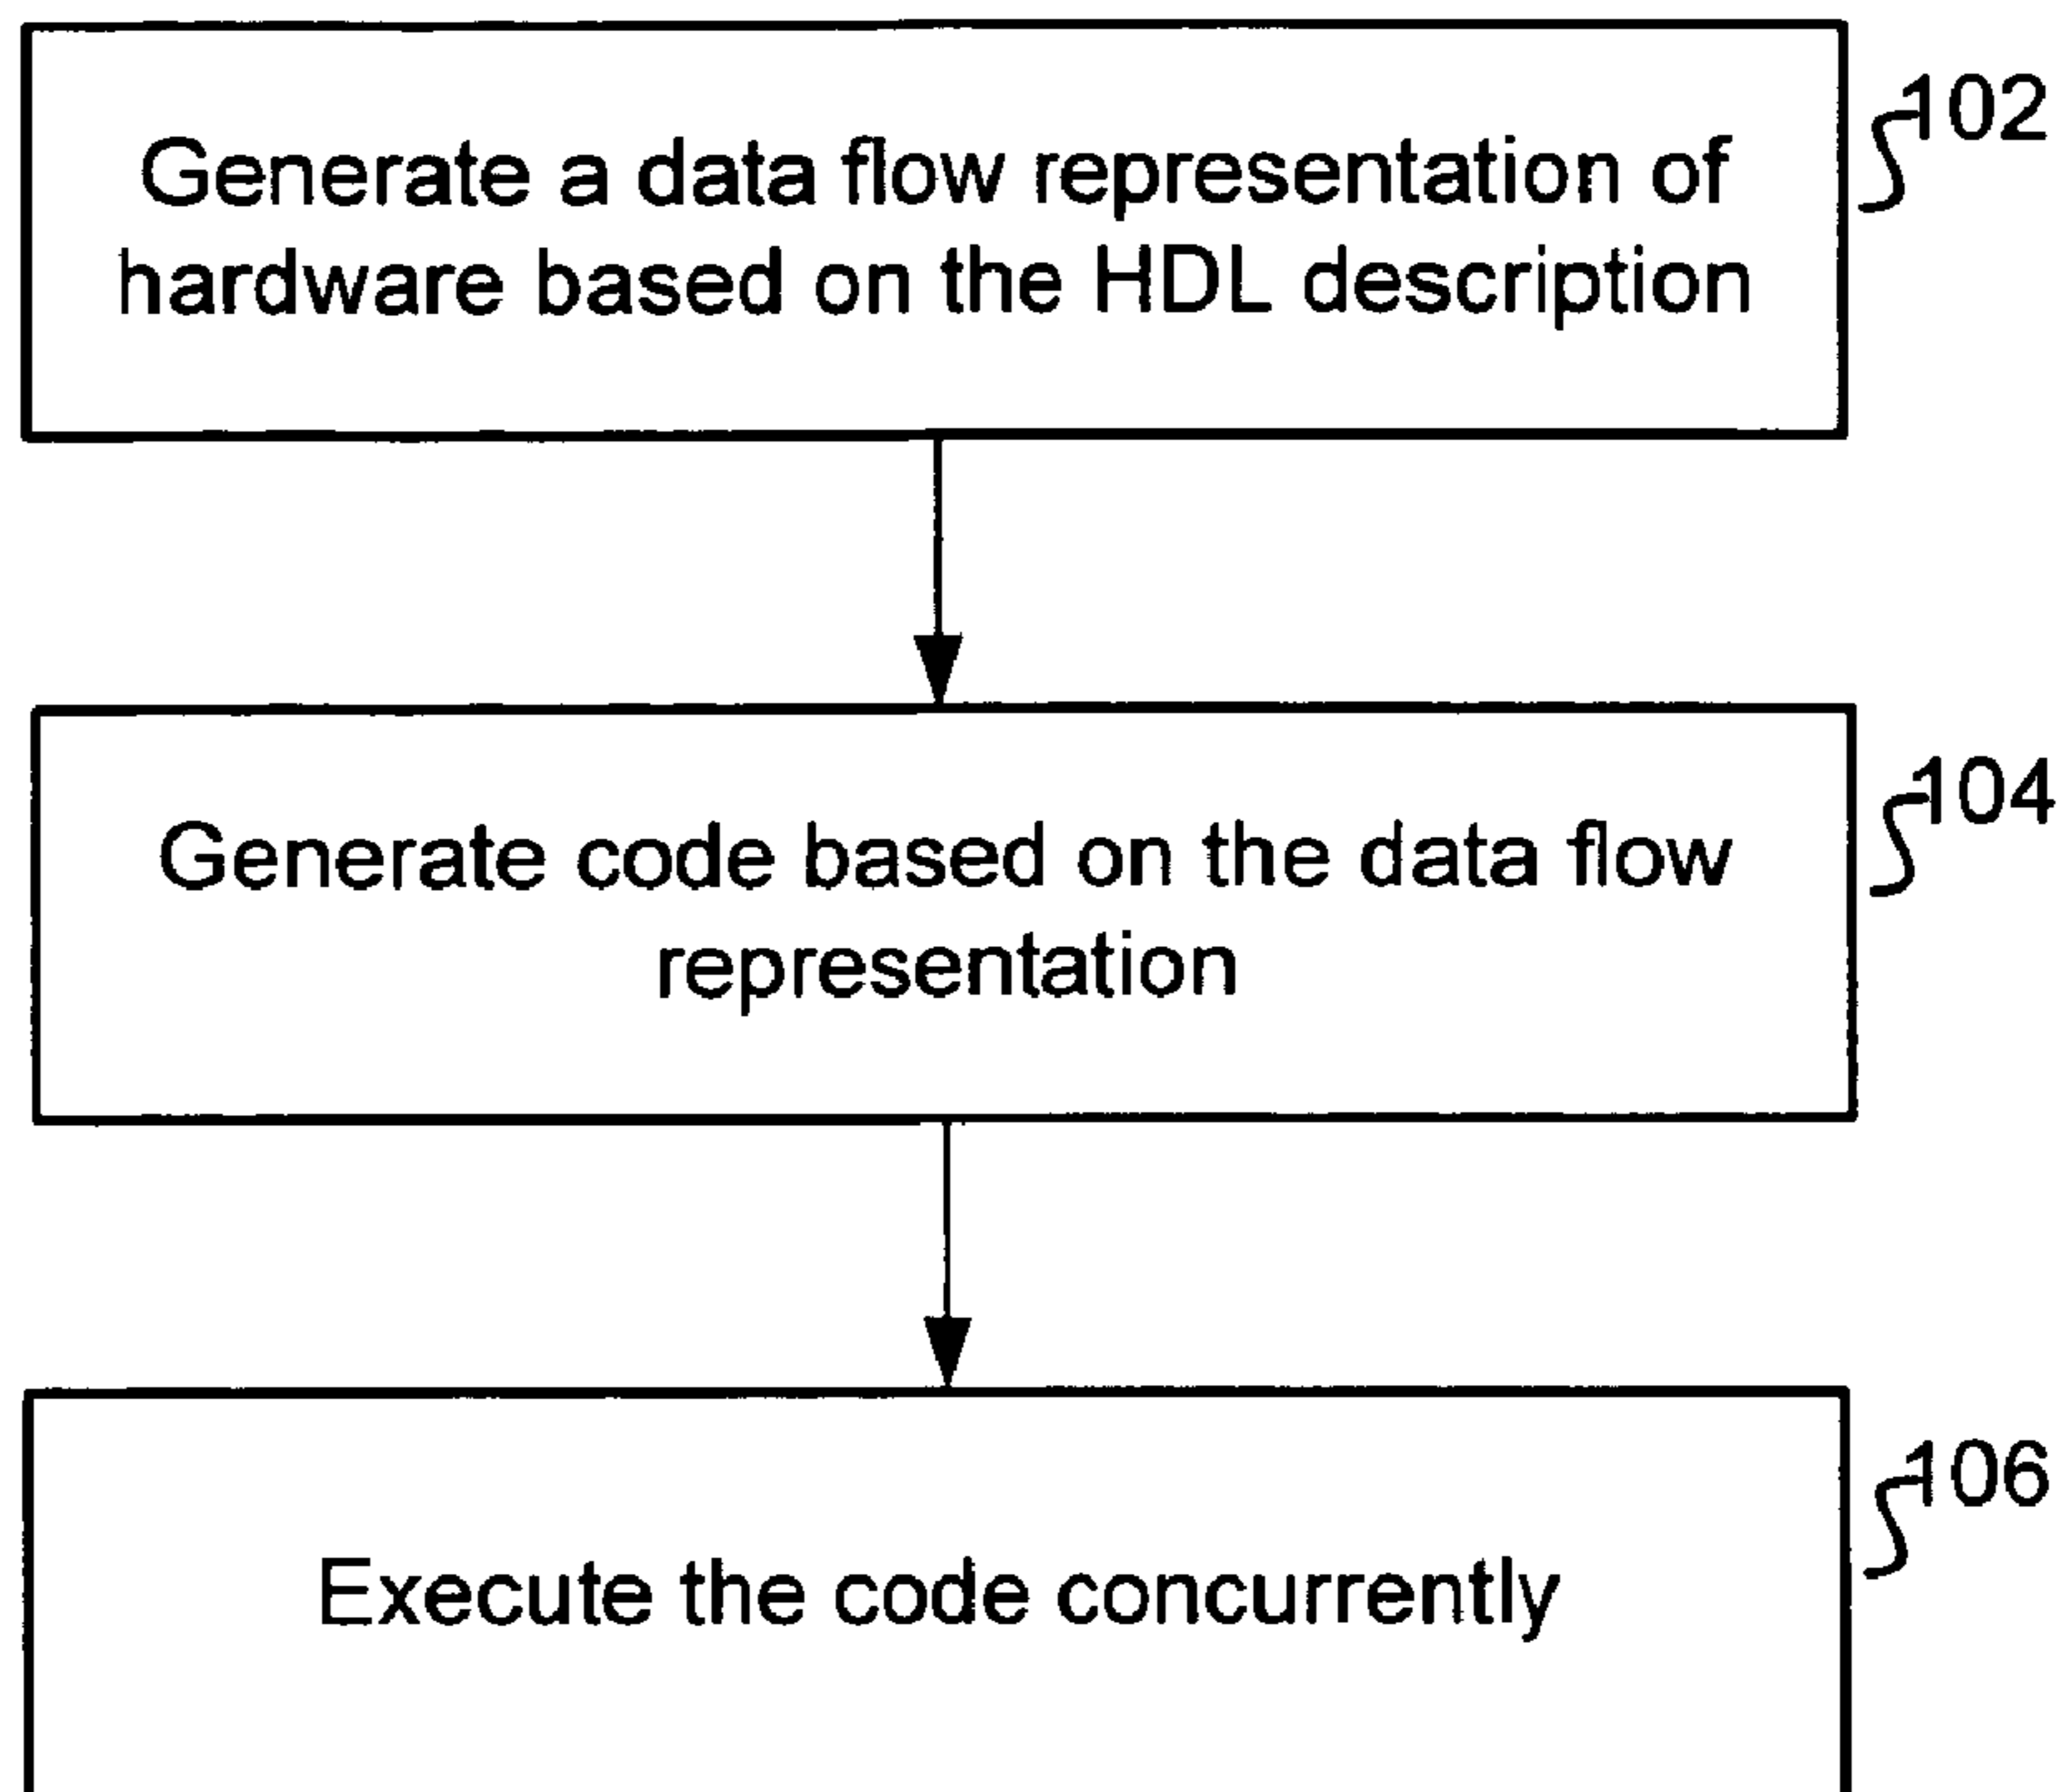 102
Generate a data flow representation of
hardware based on the HDL description
104
Generate code based on the data flow
representation
106
Execute the code concurrently